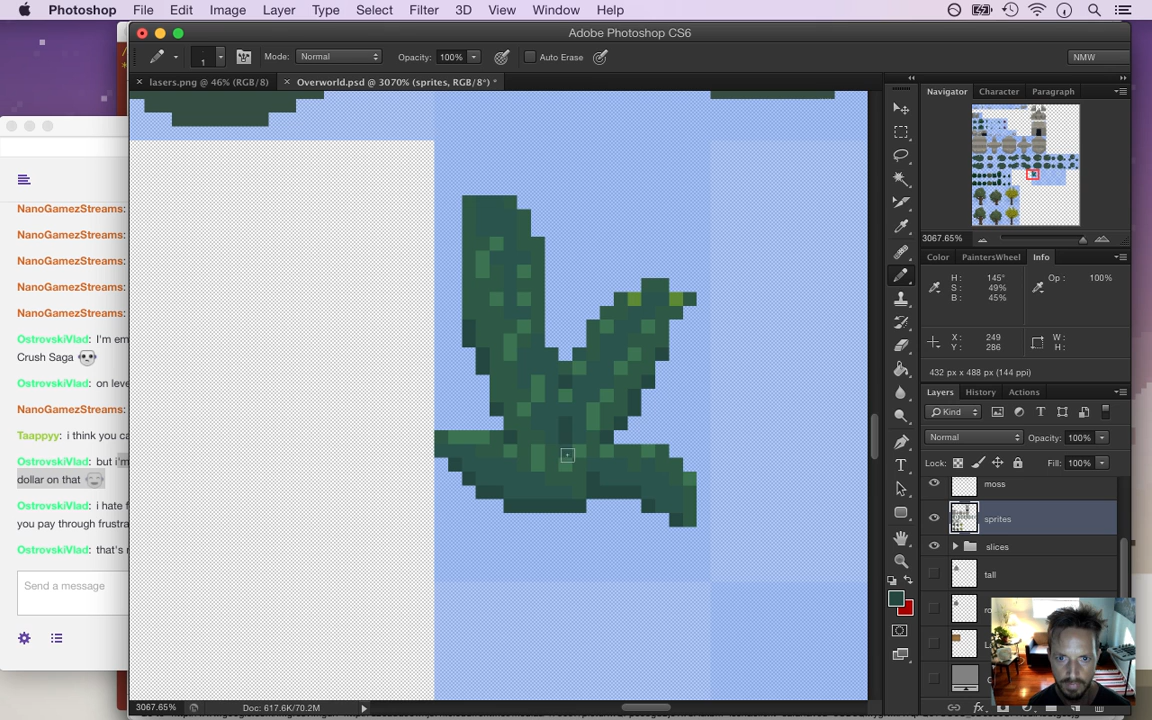 Photoshop File Edit Image Layer Type Select Filter 3D View Window Help
Adobe Photoshop CS6
1 Mode: Normal Opacity: 100% Auto Erase NMW
lasers.png @ 46% (RGB/8) Overworld.psd @ 3070% (sprites, RGB/8*) *
NanoGamezStreams:
NanoGamezStreams:
NanoGamezStreams:
NanoGamezStreams:
NanoGamezStreams:
OstrovskiVlad: I'm em
Crush Saga
OstrovskiVlad: on leve
NanoGamezStreams:
Taappyy: i think you ca
OstrovskiVlad: but i'm
dollar on that
OstrovskiVlad: i hate f
you pay through frustra
OstrovskiVlad: that's r
Send a message
Navigator Character Paragraph
3067.65%
Color PaintersWheel Info
H: 145°
S: 49%
B: 45%
Op: 100%
X: 249
Y: 286
W:
H:
432 px x 488 px (144 ppi)
Layers History Actions
Kind
Normal Opacity: 100%
Lock: Fill: 100%
moss
sprites
slices
tall
3067.65% Doc: 617.6K/70.2M